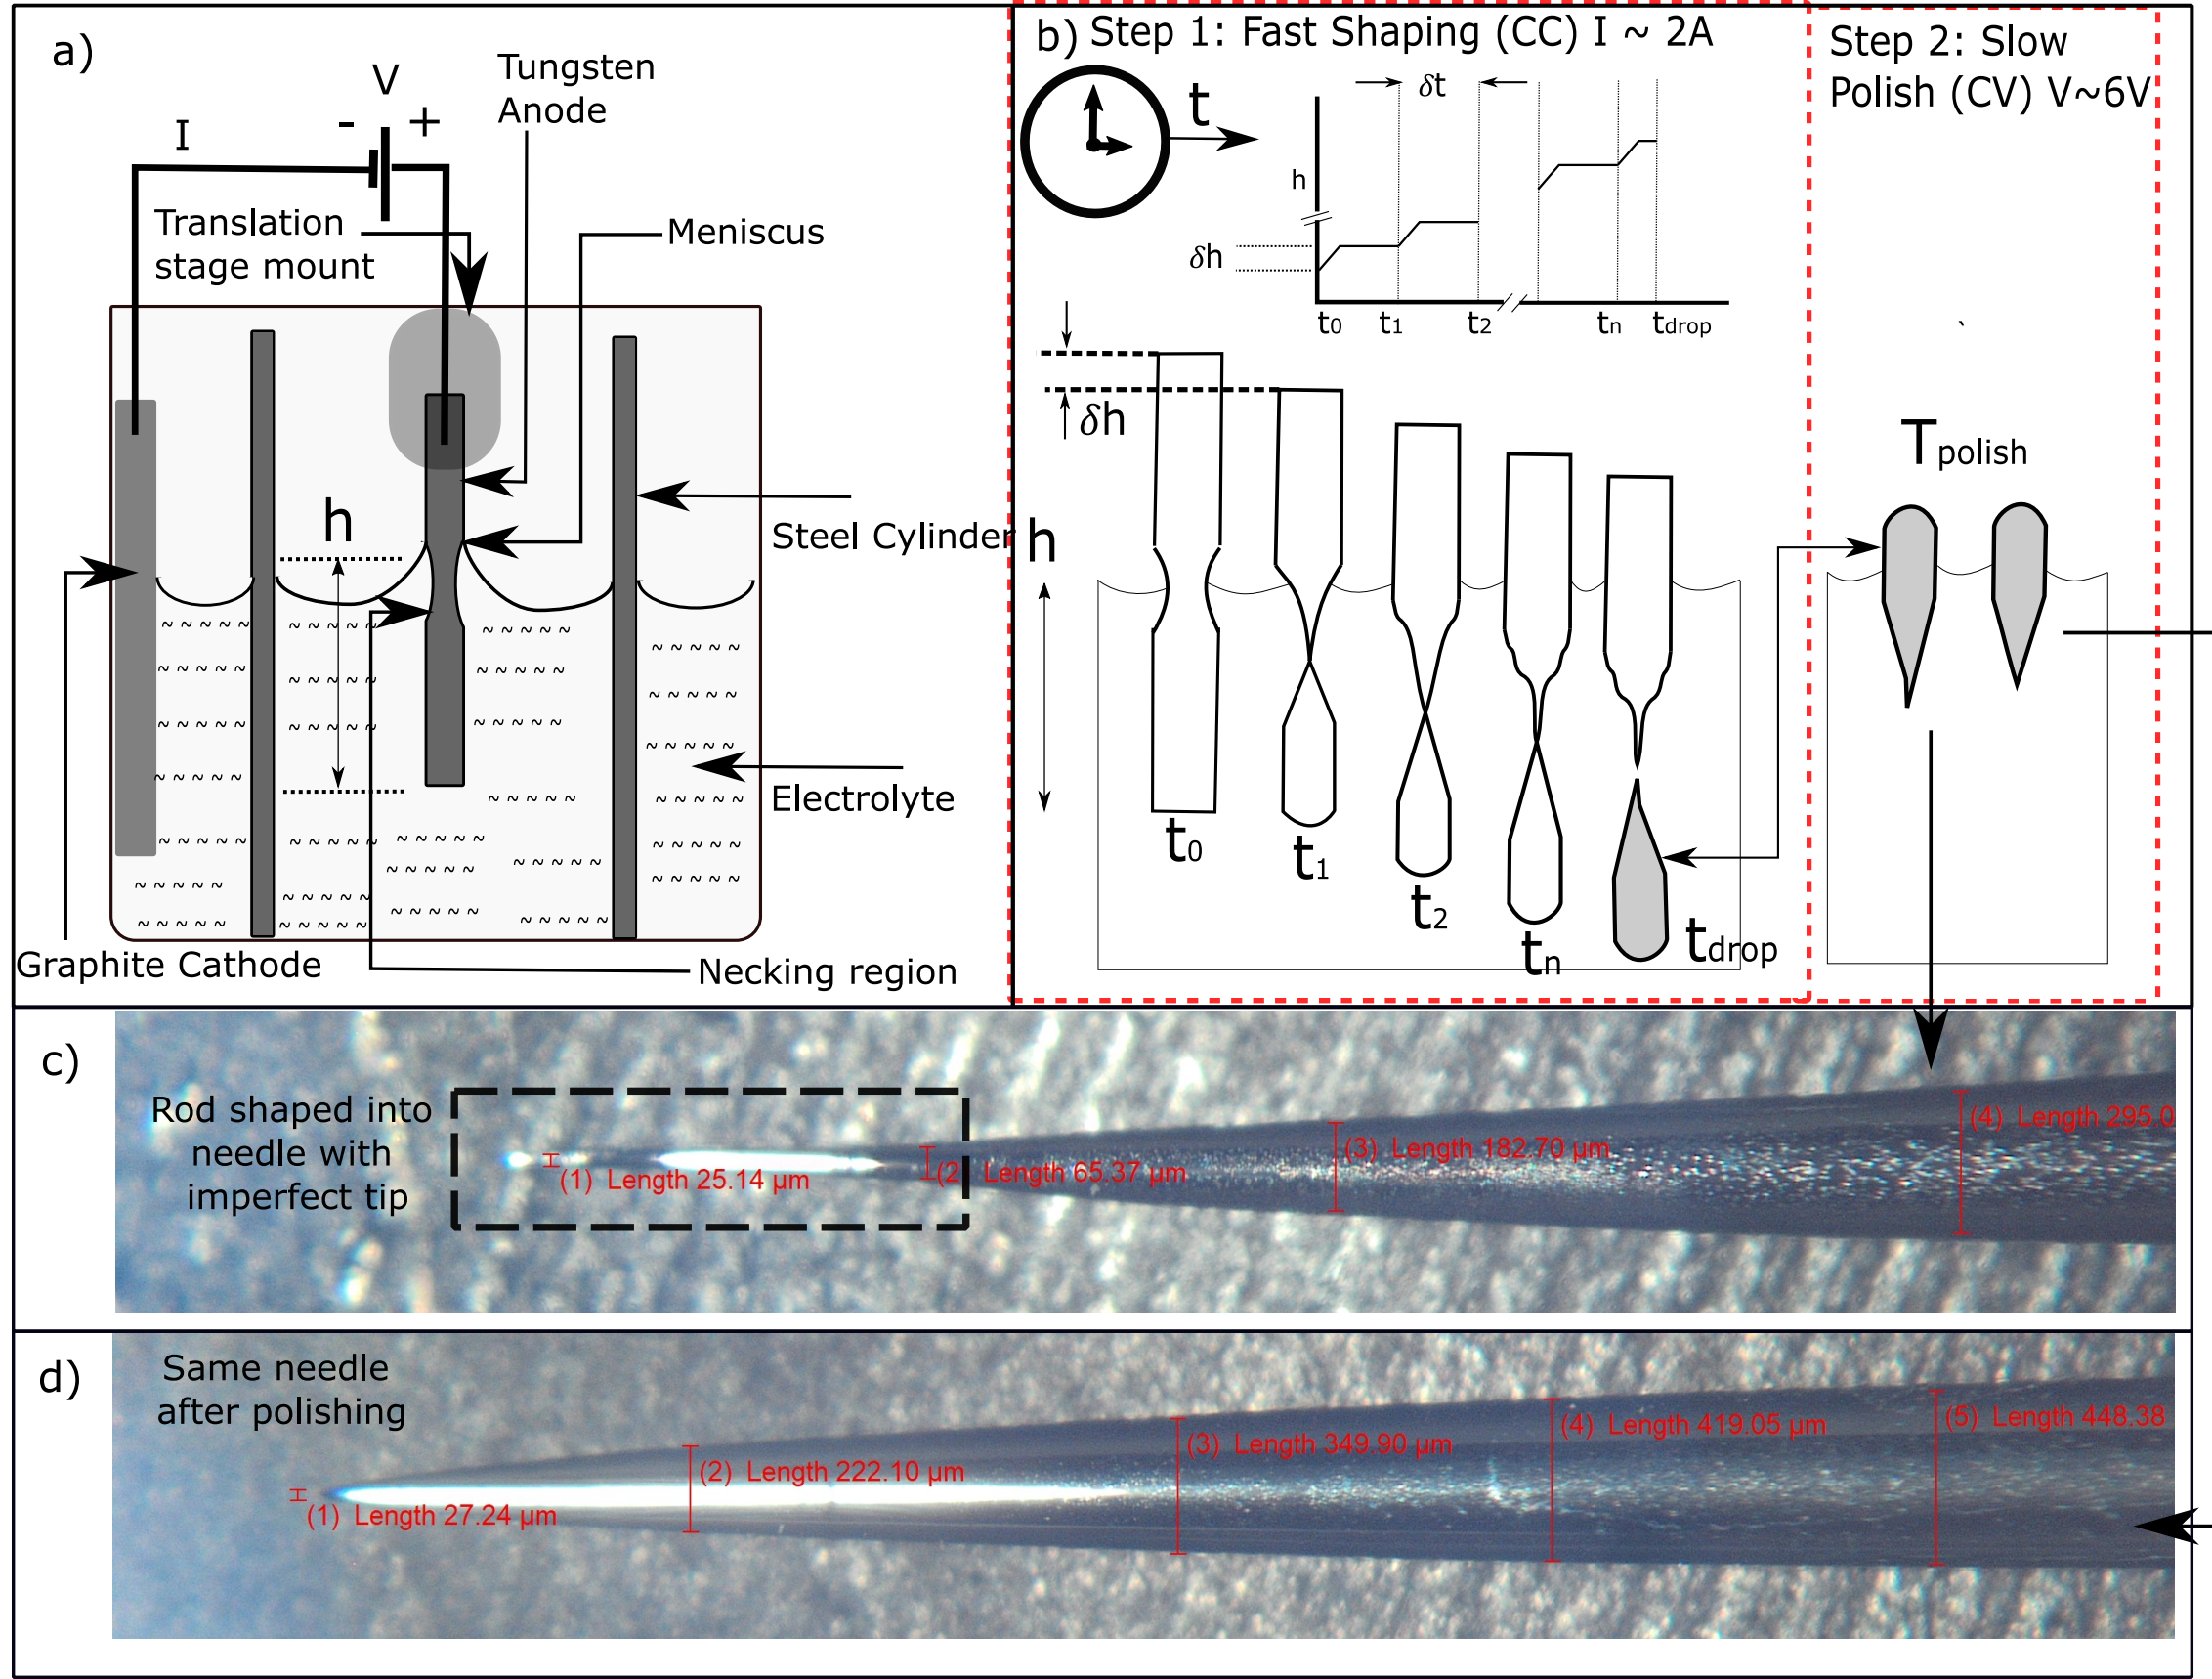 a)
V
I
-
+
Tungsten
Anode
Translation
stage mount
Meniscus
h
Steel Cylinder
Electrolyte
Graphite Cathode
Necking region
b) Step 1: Fast Shaping (CC) I ~ 2A
t
δt
h
δh
t0
t1
t2
tn
tdrop
δh
h
t0
t1
t2
tn
tdrop
Step 2: Slow
Polish (CV) V~6V
Tpolish
c)
Rod shaped into
needle with
imperfect tip
(1) Length 25.14 µm
(2) Length 65.37 µm
(3) Length 182.70 µm
(4) Length 295.0
d)
Same needle
after polishing
(1) Length 27.24 µm
(2) Length 222.10 µm
(3) Length 349.90 µm
(4) Length 419.05 µm
(5) Length 448.38